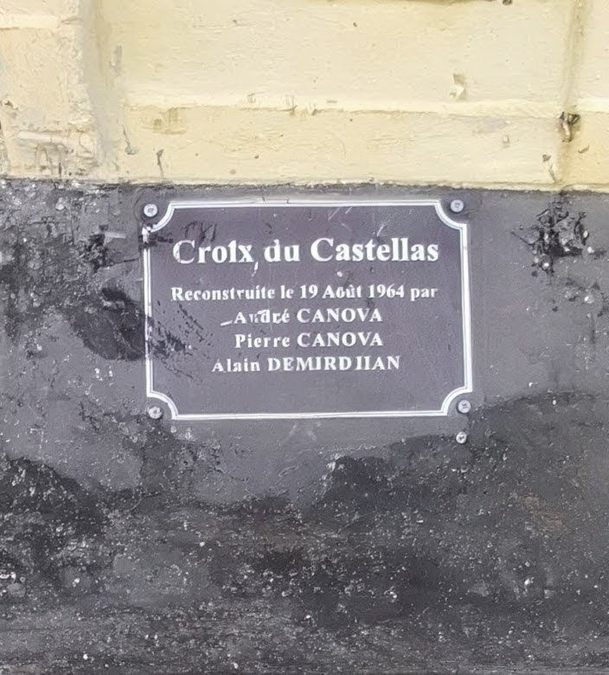 Croix du Castellas
Reconstruite le 19 Août 1964 par
André CANOVA
Pierre CANOVA
Alain DEMIRDJIAN